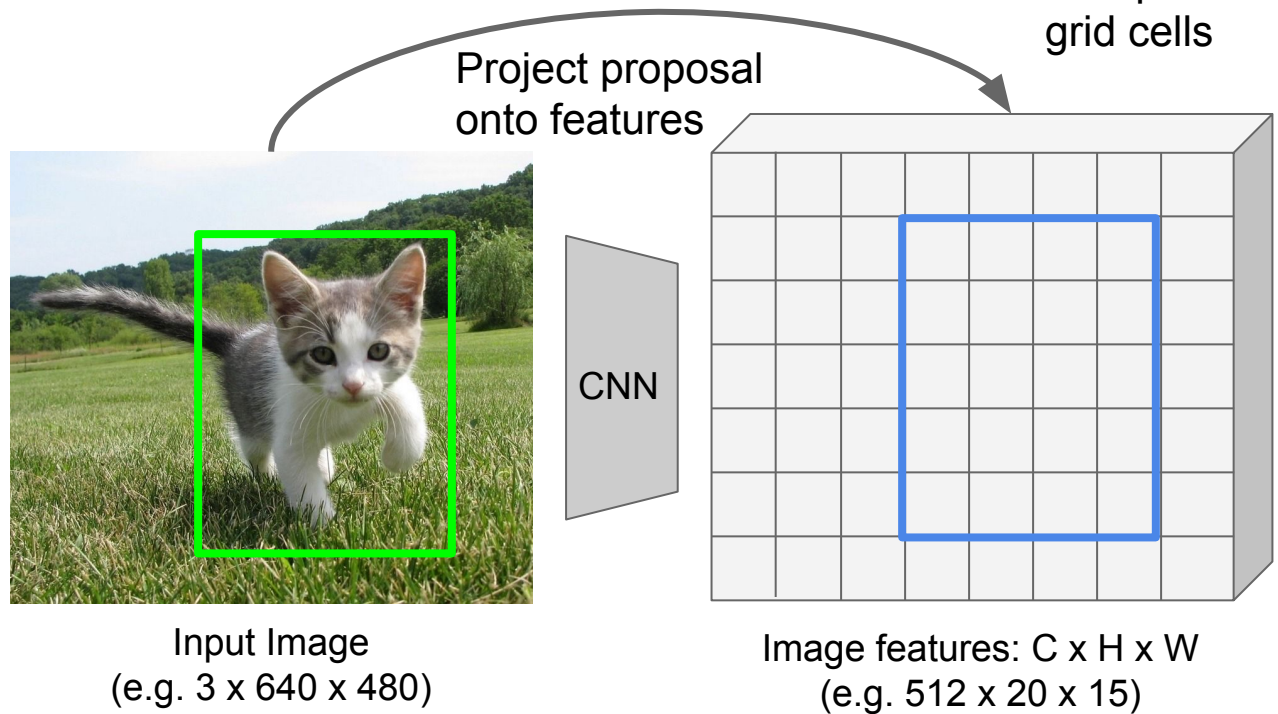 grid cells
Project proposal
onto features
CNN
Input Image
(e.g. 3 x 640 x 480)
Image features: C x H x W
(e.g. 512 x 20 x 15)